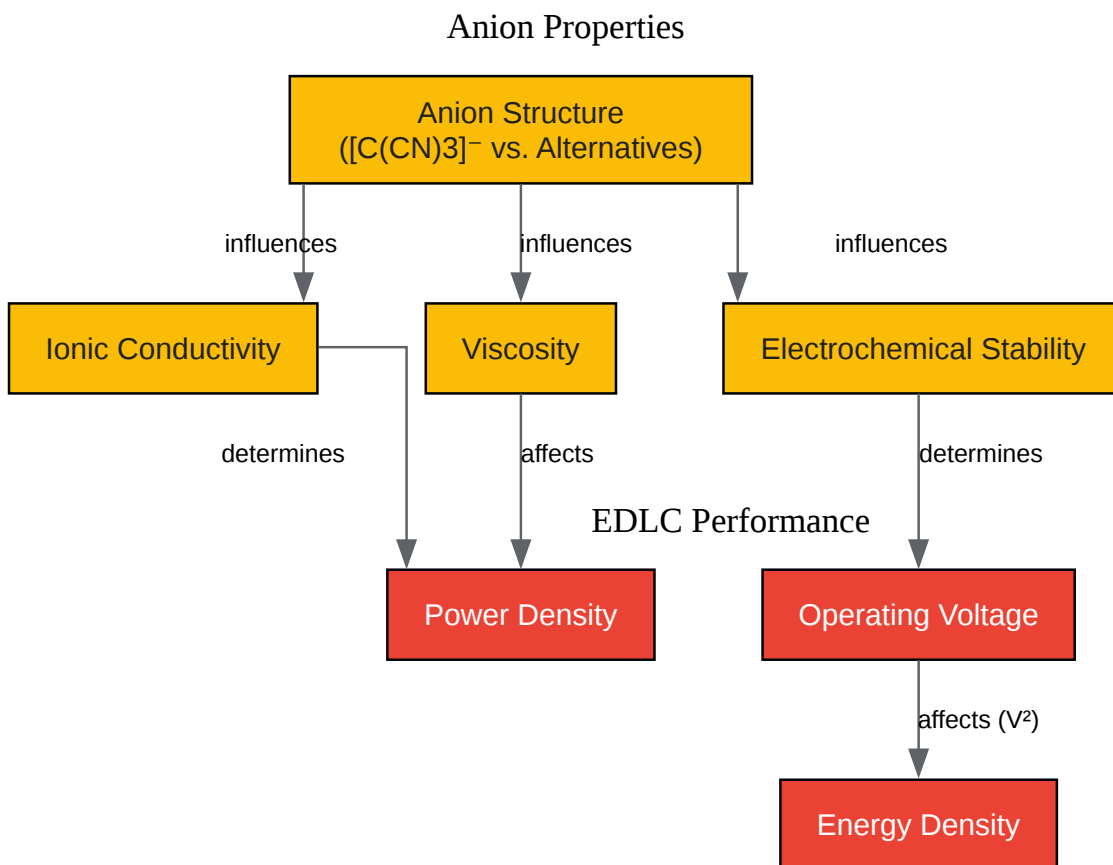 Anion Properties
Anion Structure
([C(CN)3]⁻ vs. Alternatives)
influences
influences
influences
Ionic Conductivity
Viscosity
Electrochemical Stability
determines
affects
determines
EDLC Performance
Power Density
Operating Voltage
affects (V²)
Energy Density